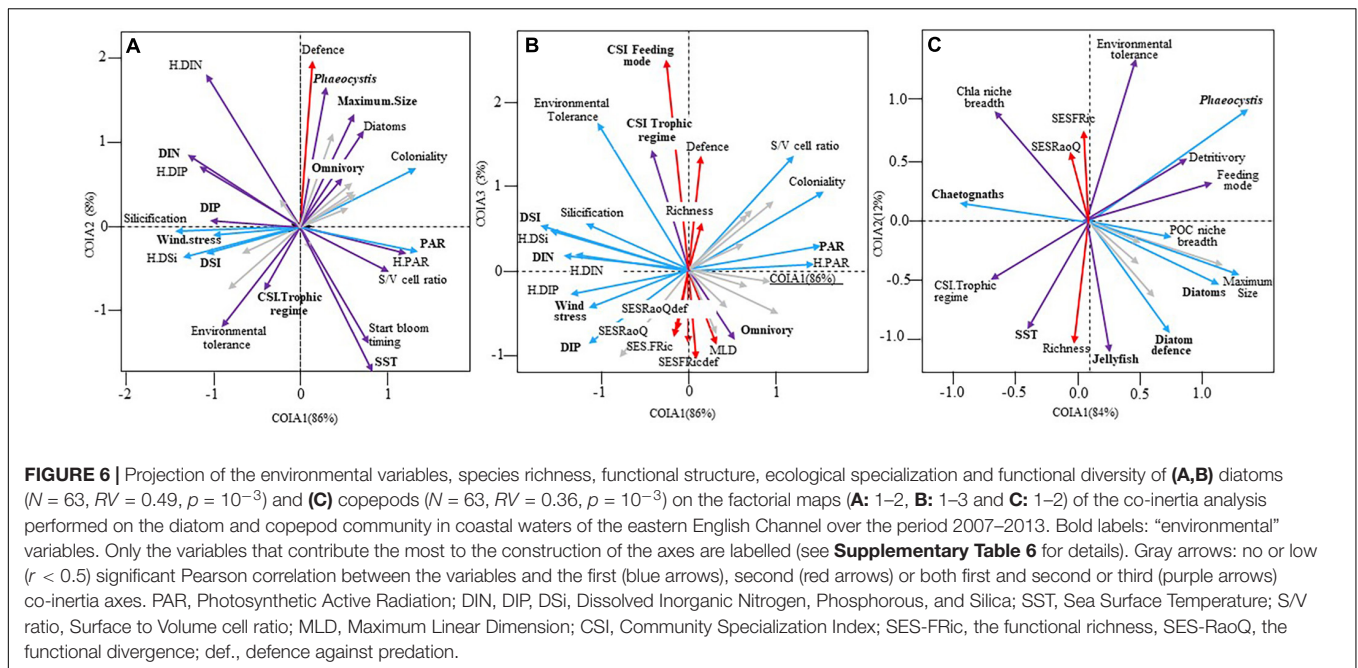 A
Defence
H.DIN
Phaeocystis
Maximum.Size
Diatoms
DIN
H.DIP
Omnivory
Coloniality
DIP
Silicification
Wind.stress
H.DSi
DSI
PAR
H.PAR
S/V cell ratio
CSI.Trophic
regime
Environmental
tolerance
Start bloom
timing
SST
2
1
0
-1
COIA2 (8%)
-2
-1
0
1
COIA1(86%)
B
CSI Feeding
mode
Environmental
Tolerance
CSI Trophic
regime
Defence
S/V cell ratio
Coloniality
Richness
DSI
Silicification
H.DSi
DIN
H.DIN
PAR
H.PAR
COIA1(86%)
H.DIP
Wind
stress
SESRaoQdef
SESRaoQ
SES.FRic
DIP
Omnivory
MLD
SESFRicdef
2
1
0
-1
COIA3 (3%)
-1
0
1
COIA1(86%)
C
Environmental
tolerance
Chla niche
breadth
Phaeocystis
SESFRic
SESRaoQ
Detritivory
Feeding
mode
Chaetognaths
POC niche
breadth
CSI.Trophic
regime
Maximum
Size
Diatoms
SST
Richness
Jellyfish
Diatom
defence
1.0
0.5
0.0
-0.5
-1.0
COIA2(12%)
-1.0
-0.5
0.0
0.5
1.0
COIA1(84%)
FIGURE 6 | Projection of the environmental variables, species richness, functional structure, ecological specialization and functional diversity of (A,B) diatoms
(N = 63, RV = 0.49, p = 10−3) and (C) copepods (N = 63, RV = 0.36, p = 10−3) on the factorial maps (A: 1–2, B: 1–3 and C: 1–2) of the co-inertia analysis
performed on the diatom and copepod community in coastal waters of the eastern English Channel over the period 2007–2013. Bold labels: “environmental”
variables. Only the variables that contribute the most to the construction of the axes are labelled (see Supplementary Table 6 for details). Gray arrows: no or low
(r < 0.5) significant Pearson correlation between the variables and the first (blue arrows), second (red arrows) or both first and second or third (purple arrows)
co-inertia axes. PAR, Photosynthetic Active Radiation; DIN, DIP, DSi, Dissolved Inorganic Nitrogen, Phosphorous, and Silica; SST, Sea Surface Temperature; S/V
ratio, Surface to Volume cell ratio; MLD, Maximum Linear Dimension; CSI, Community Specialization Index; SES-FRic, the functional richness, SES-RaoQ, the
functional divergence; def., defence against predation.